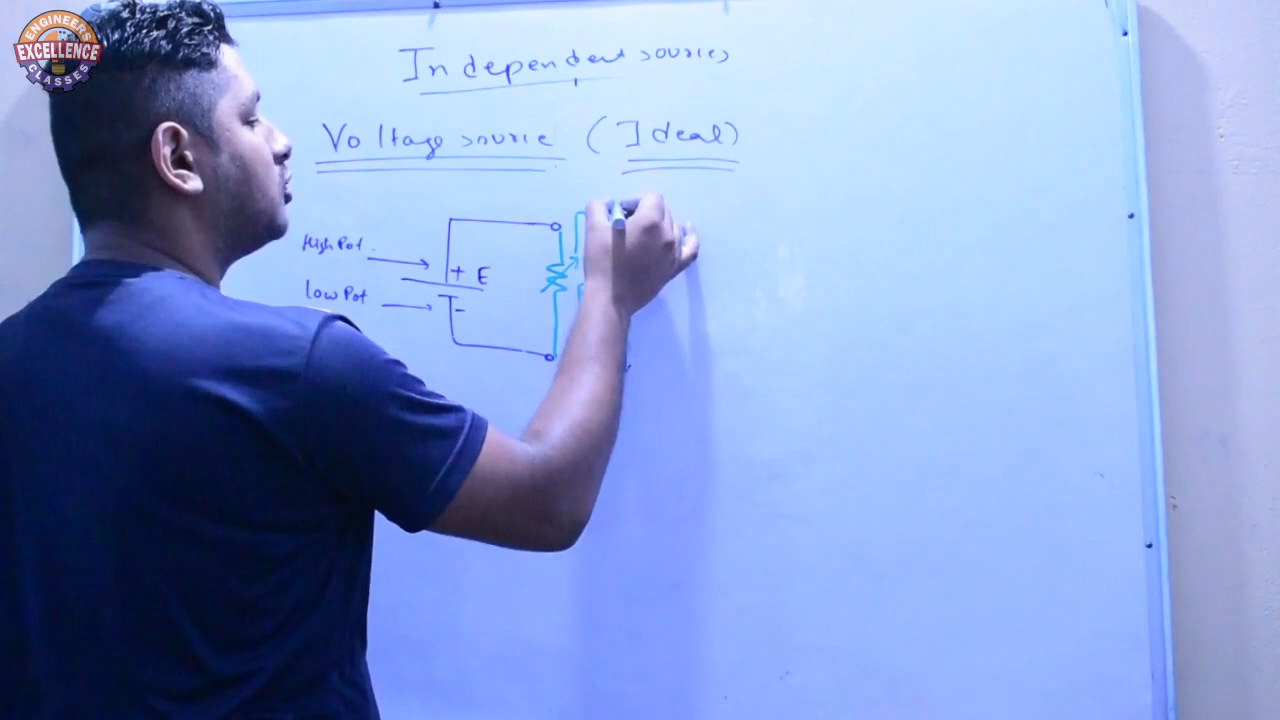 ENGINEERS
EXCELLENCE
CLASSES
Independent sources
Voltage source (Ideal)
High Pot.
+ E
low Pot
-